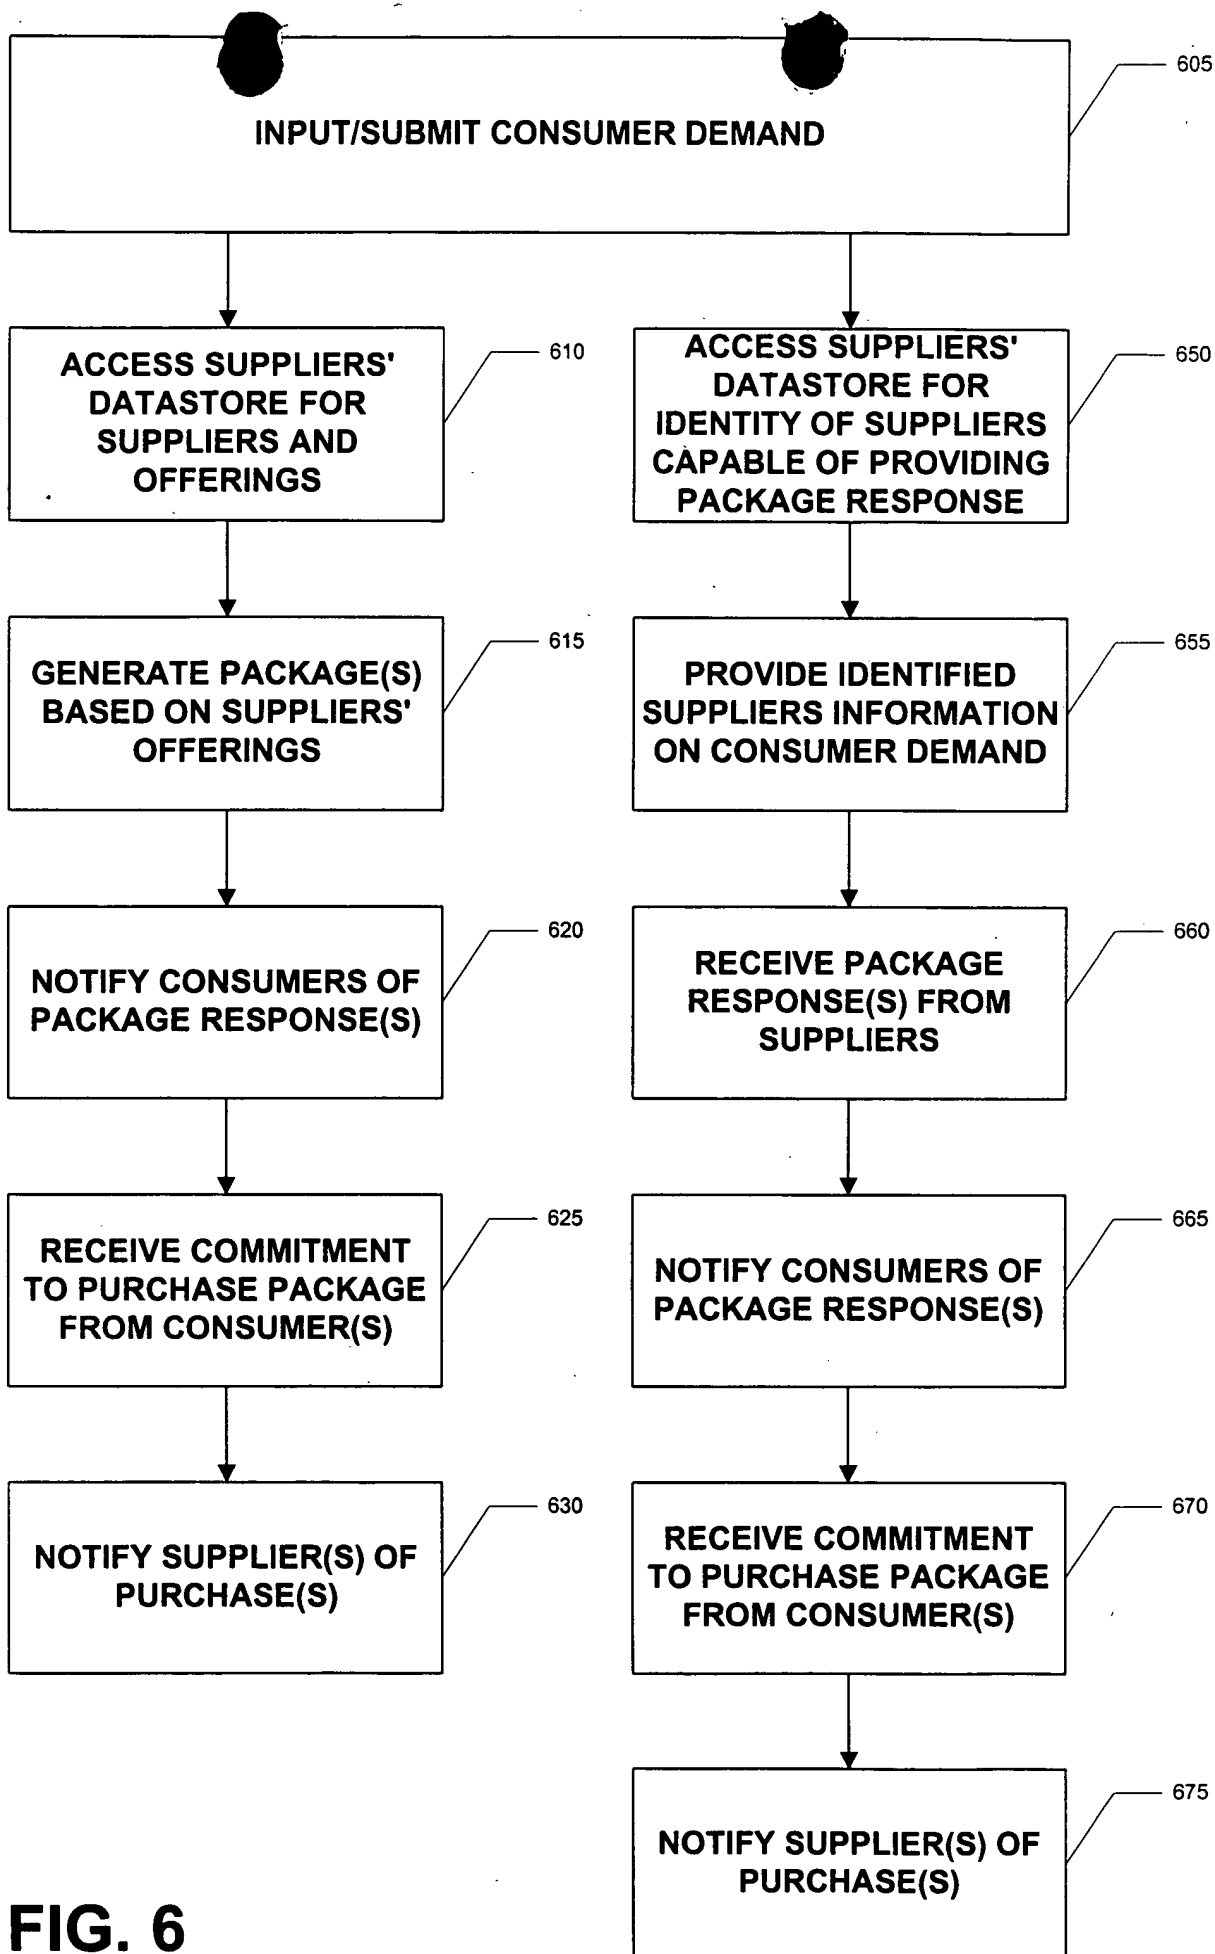 605
INPUT/SUBMIT CONSUMER DEMAND
ACCESS SUPPLIERS'
DATASTORE FOR
SUPPLIERS AND
OFFERINGS
610
ACCESS SUPPLIERS'
DATASTORE FOR
IDENTITY OF SUPPLIERS
CAPABLE OF PROVIDING
PACKAGE RESPONSE
650
GENERATE PACKAGE(S)
BASED ON SUPPLIERS'
OFFERINGS
615
PROVIDE IDENTIFIED
SUPPLIERS INFORMATION
ON CONSUMER DEMAND
655
NOTIFY CONSUMERS OF
PACKAGE RESPONSE(S)
620
RECEIVE PACKAGE
RESPONSE(S) FROM
SUPPLIERS
660
RECEIVE COMMITMENT
TO PURCHASE PACKAGE
FROM CONSUMER(S)
625
NOTIFY CONSUMERS OF
PACKAGE RESPONSE(S)
665
NOTIFY SUPPLIER(S) OF
PURCHASE(S)
630
RECEIVE COMMITMENT
TO PURCHASE PACKAGE
FROM CONSUMER(S)
670
NOTIFY SUPPLIER(S) OF
PURCHASE(S)
675
FIG. 6